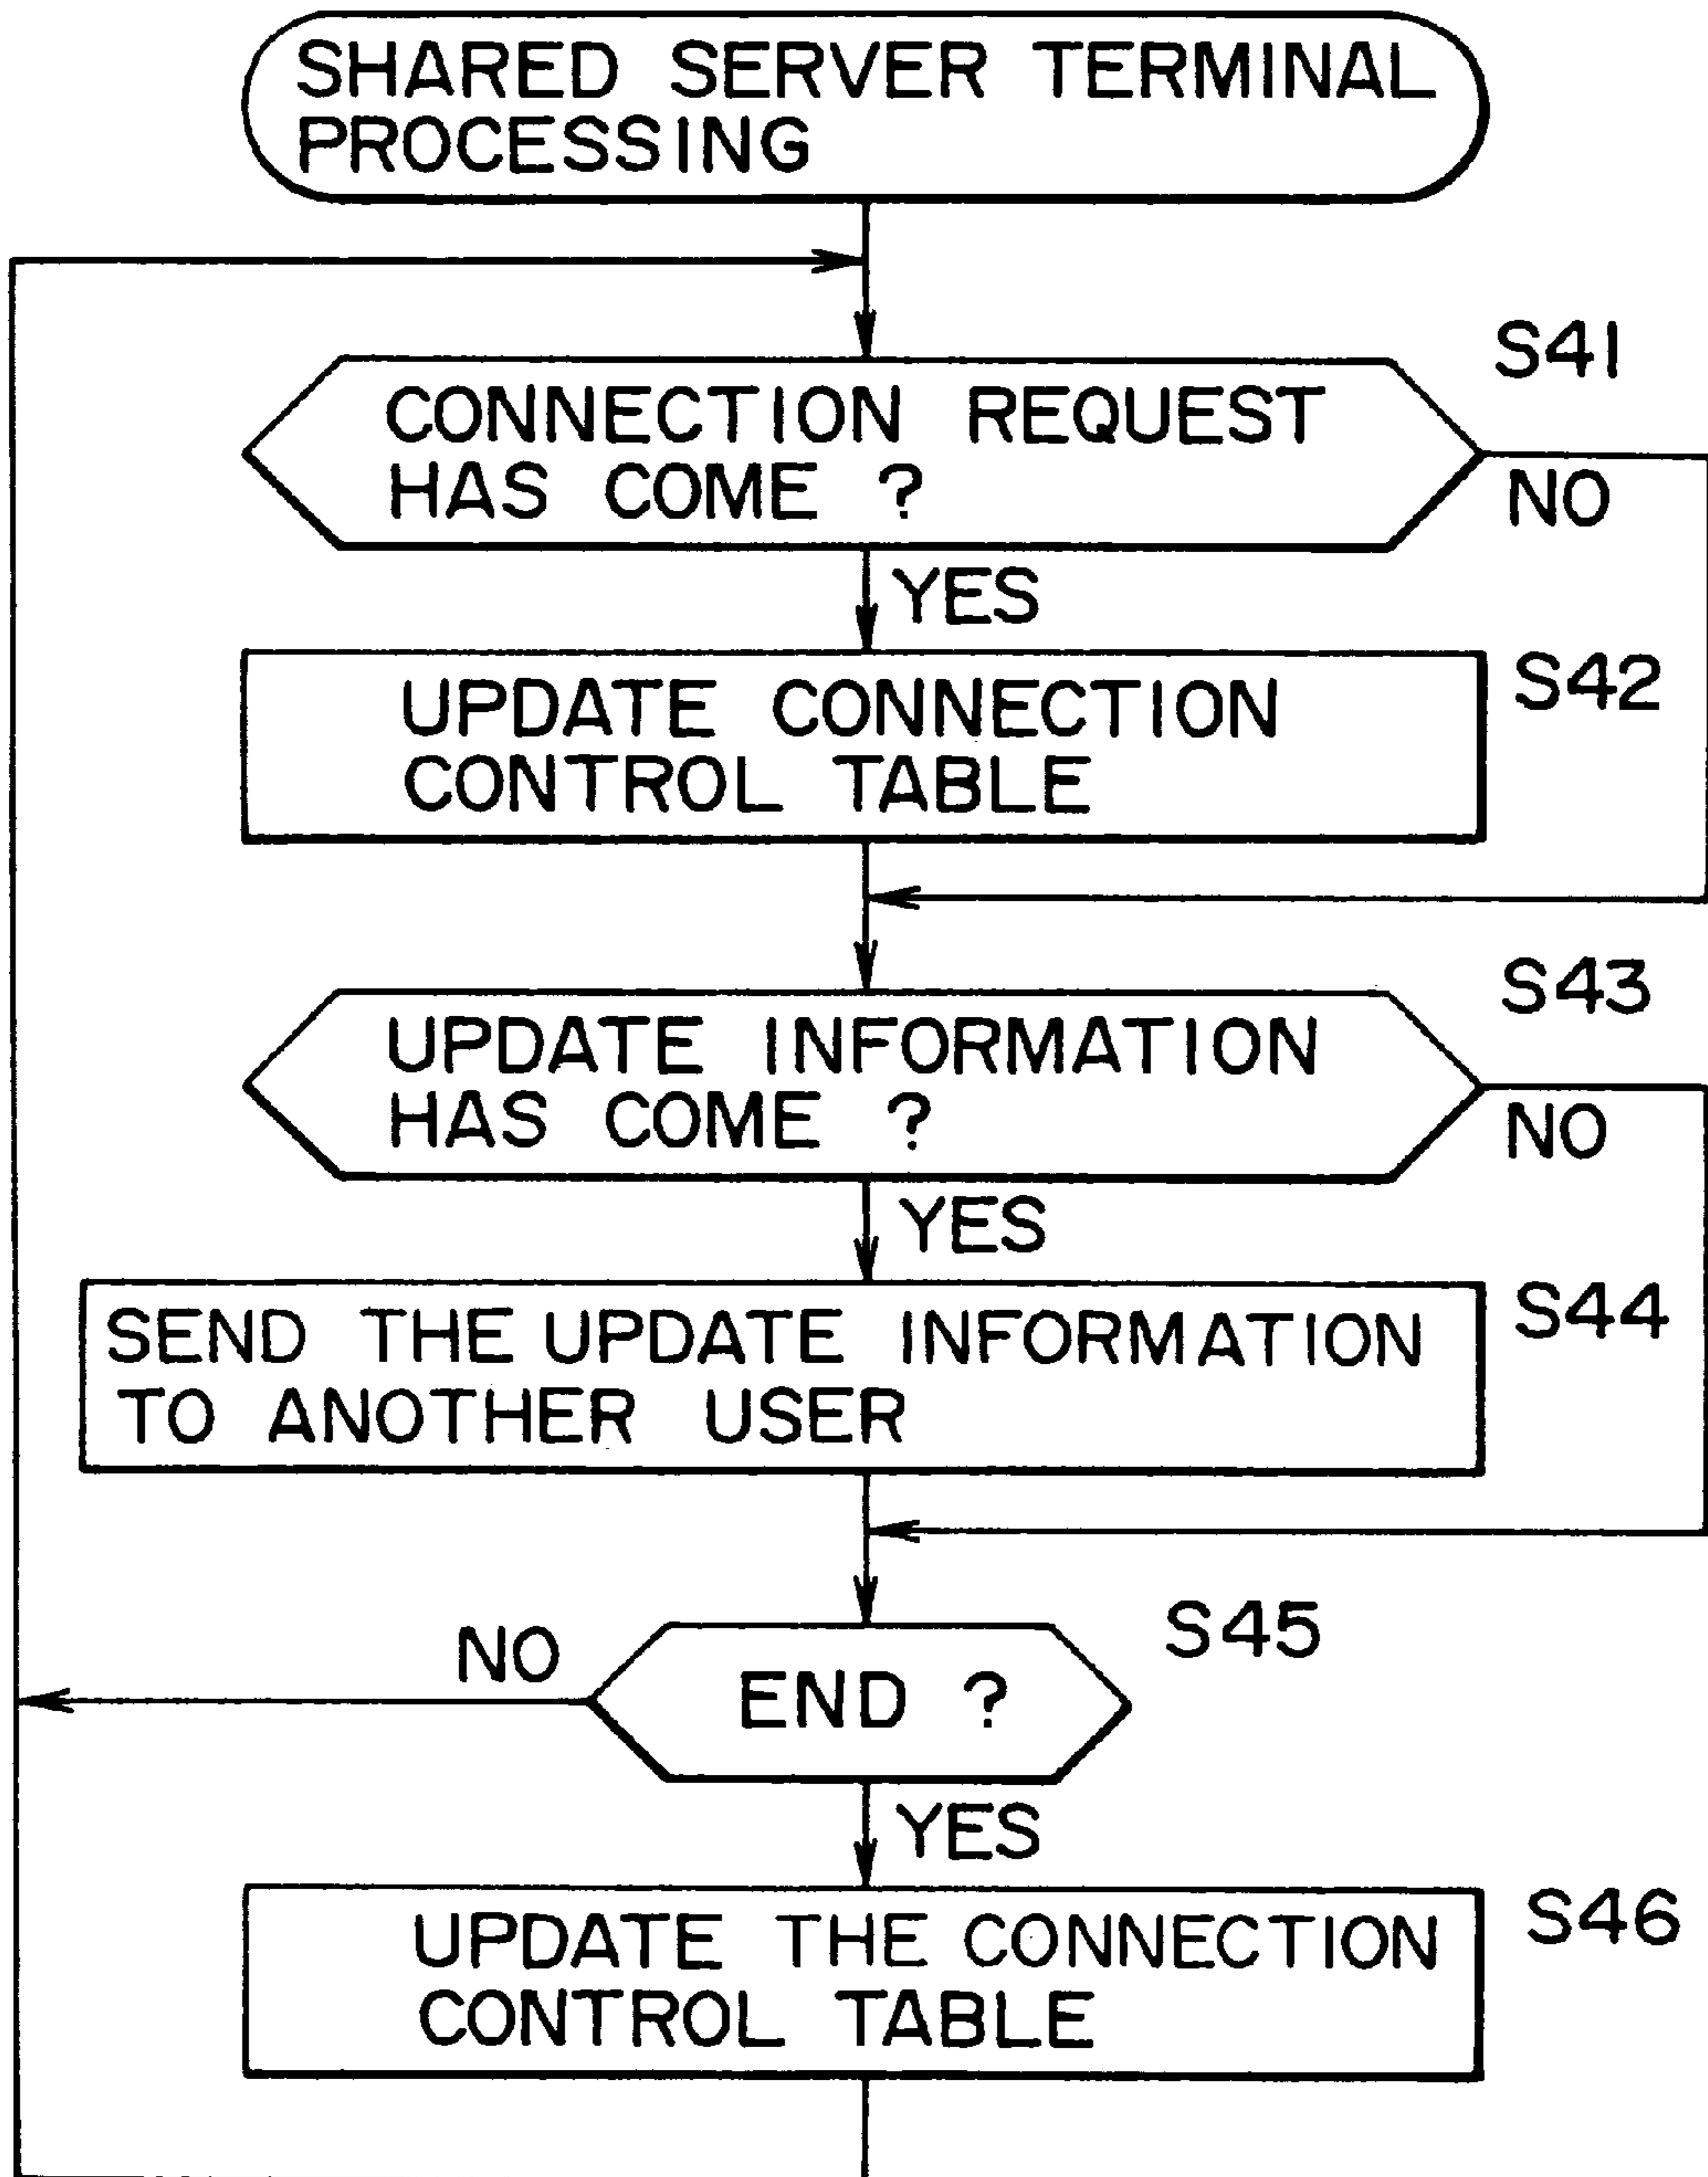 SHARED SERVER TERMINAL
PROCESSING
S41
CONNECTION REQUEST
HAS COME ?
NO
YES
S42
UPDATE CONNECTION
CONTROL TABLE
S43
UPDATE INFORMATION
HAS COME ?
NO
YES
S44
SEND THE UPDATE INFORMATION
TO ANOTHER USER
S45
NO
END ?
YES
S46
UPDATE THE CONNECTION
CONTROL TABLE